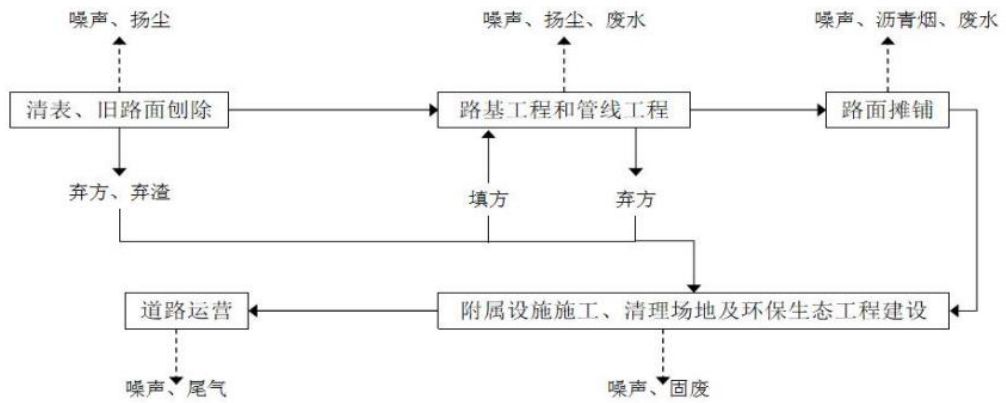 噪声、扬尘
噪声、扬尘、废水
噪声、沥青烟、废水
清表、旧路面刨除
路基工程和管线工程
路面摊铺
弃方、弃渣
填方
弃方
道路运营
附属设施施工、清理场地及环保生态工程建设
噪声、尾气
噪声、固废